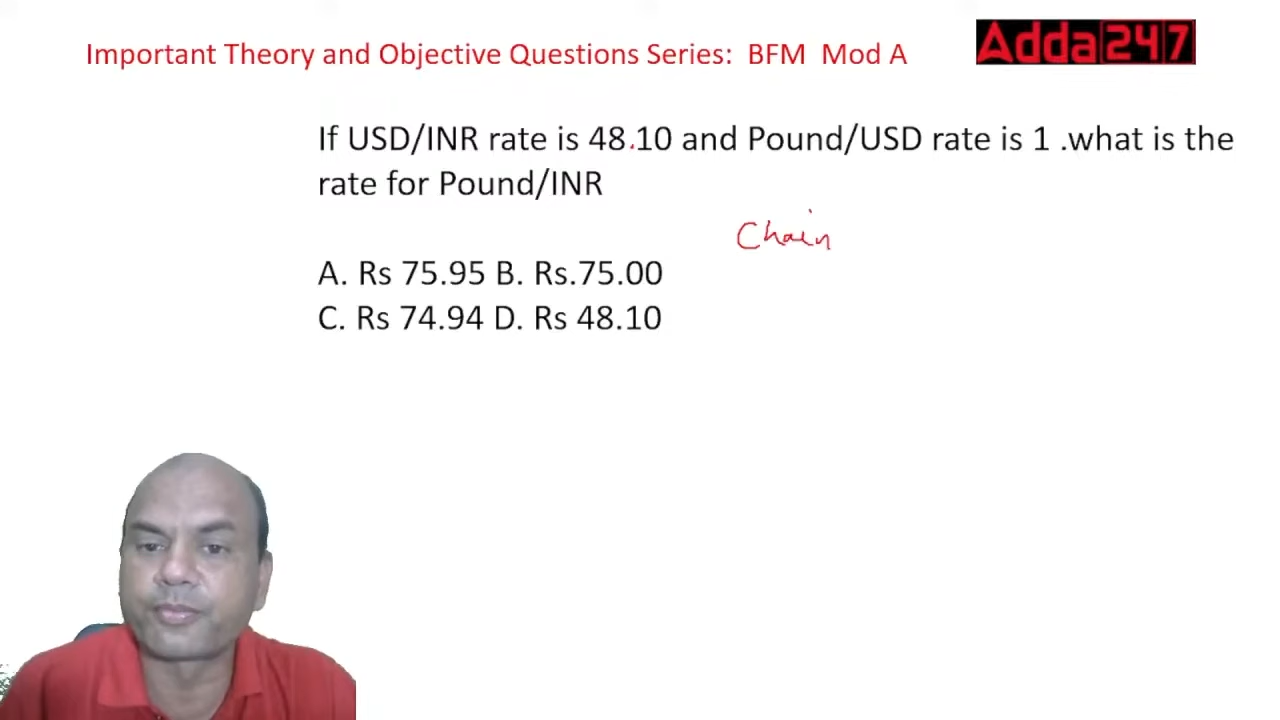 Important Theory and Objective Questions Series: BFM Mod A
Adda247
If USD/INR rate is 48.10 and Pound/USD rate is 1 .what is the
rate for Pound/INR
Chain
A. Rs 75.95 B. Rs.75.00
C. Rs 74.94 D. Rs 48.10